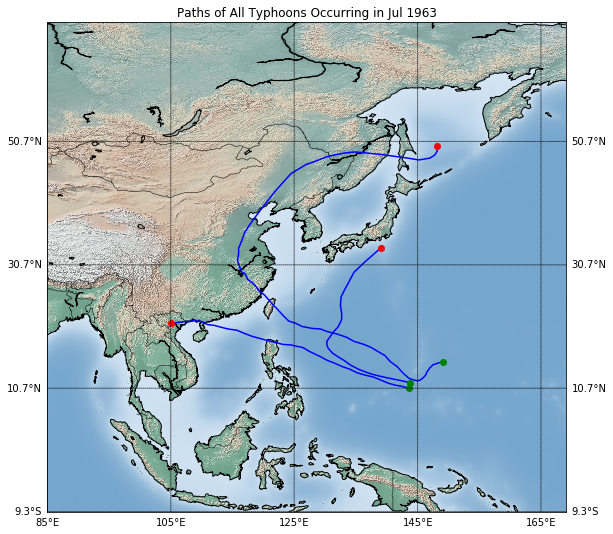 Paths of All Typhoons Occurring in Jul 1963
50.7°N 50.7°N
30.7°N 30.7°N
10.7°N 10.7°N
9.3°S 9.3°S
85°E 105°E 125°E 145°E 165°E